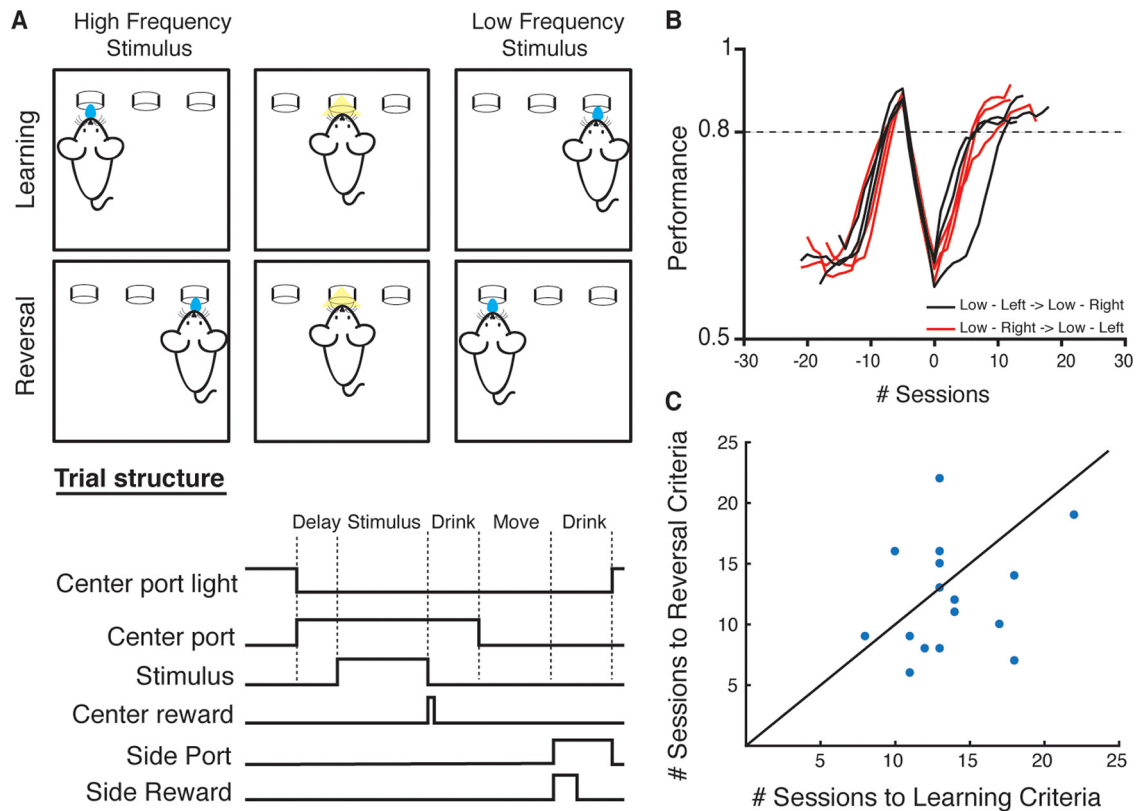 A
High Frequency
Stimulus
Low Frequency
Stimulus
Learning
Reversal
Trial structure
Delay Stimulus Drink Move Drink
Center port light
Center port
Stimulus
Center reward
Side Port
Side Reward
B
1
0.8
0.5
Performance
-30 -20 -10 0 10 20 30
# Sessions
Low - Left -> Low - Right
Low - Right -> Low - Left
C
25
20
15
10
5
# Sessions to Reversal Criteria
5 10 15 20 25
# Sessions to Learning Criteria